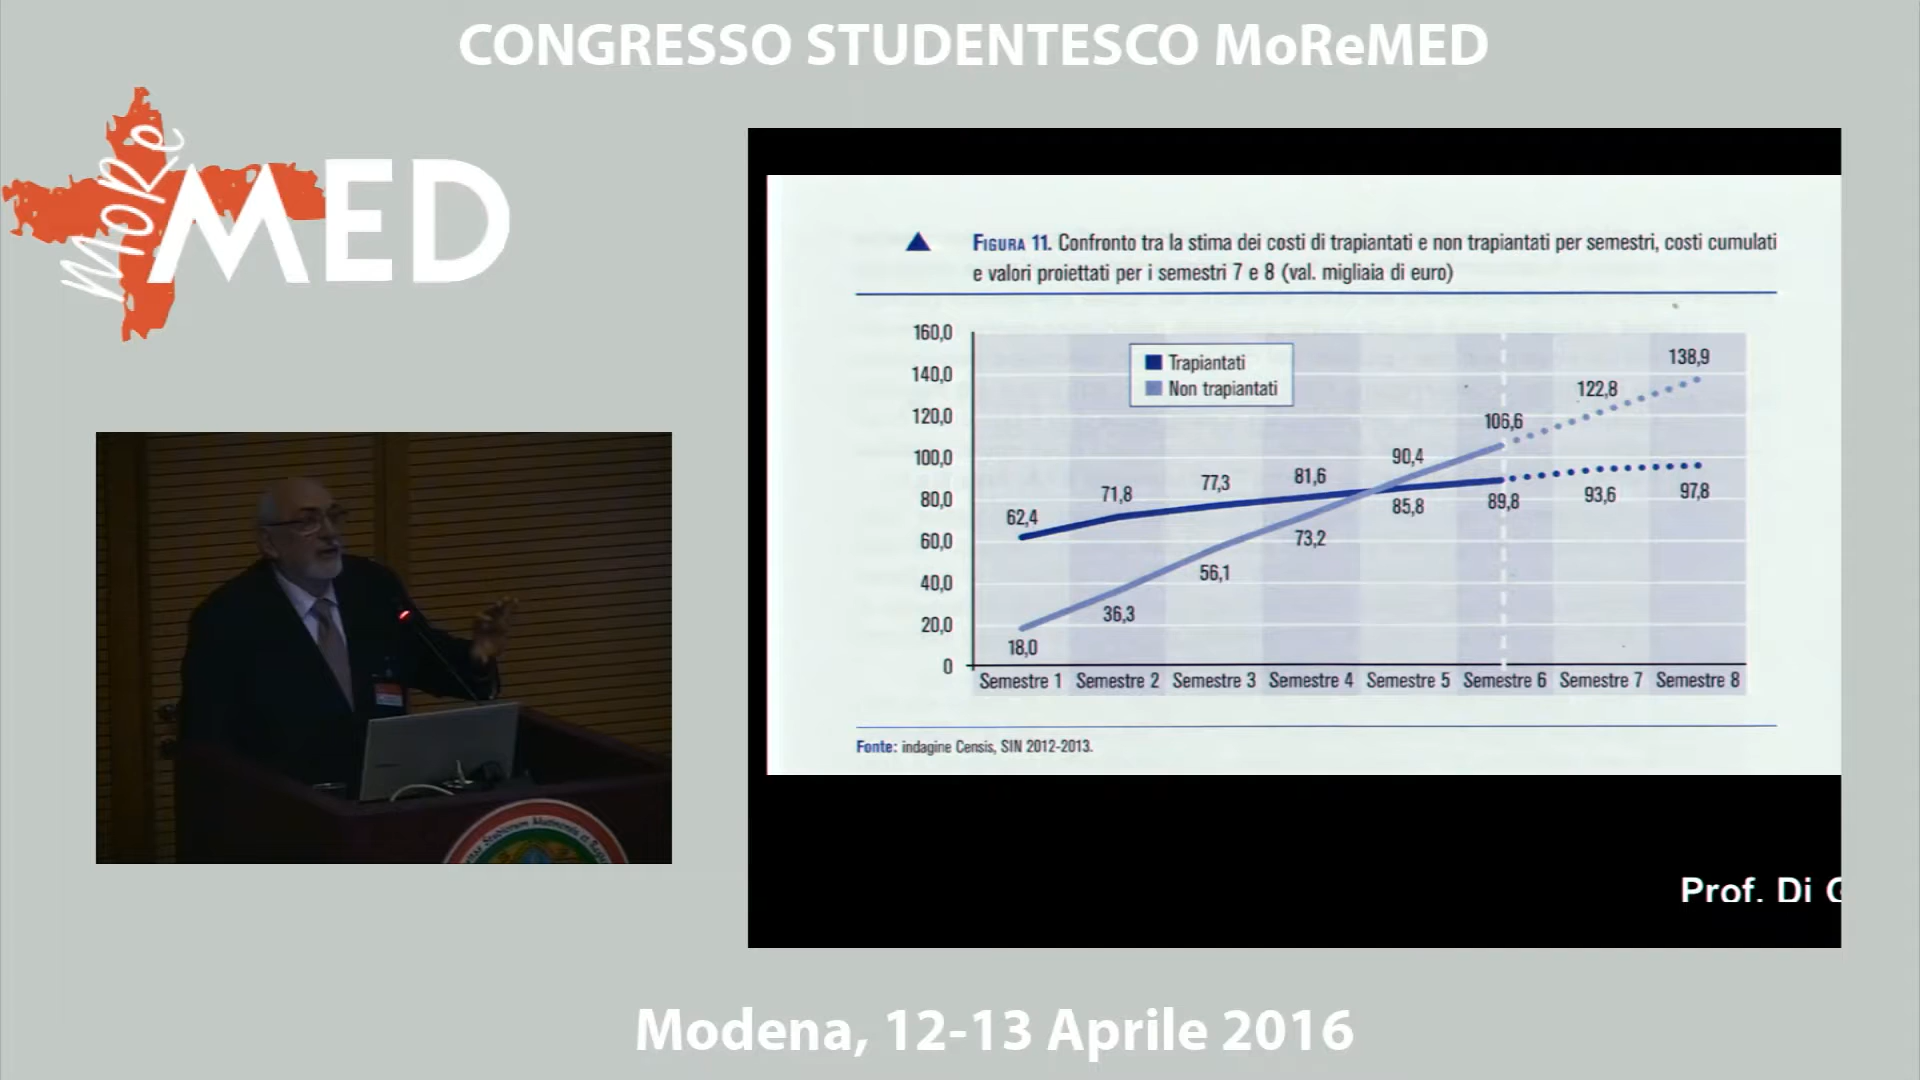 CONGRESSO STUDENTESCO MoReMED
MoRe
MED
▲ FIGURA 11. Confronto tra la stima dei costi di trapiantati e non trapiantati per semestri, costi cumulati
e valori proiettati per i semestri 7 e 8 (val. migliaia di euro)
160,0
140,0
120,0
100,0
80,0
60,0
40,0
20,0
0
Trapiantati
Non trapiantati
62,4
71,8
77,3
81,6
85,8
89,8
93,6
97,8
18,0
36,3
56,1
73,2
90,4
106,6
122,8
138,9
Semestre 1 Semestre 2 Semestre 3 Semestre 4 Semestre 5 Semestre 6 Semestre 7 Semestre 8
Fonte: indagine Censis, SIN 2012-2013.
Prof. Di
Modena, 12-13 Aprile 2016